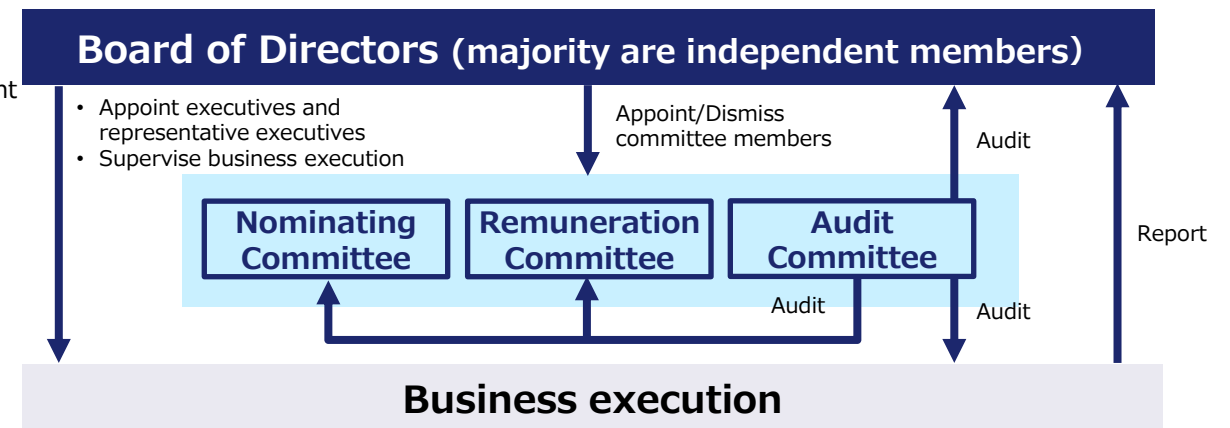 Board of Directors (majority are independent members）
• Appoint executives and
representative executives
• Supervise business execution
Appoint/Dismiss
committee members
Audit
Nominating
Committee
Remuneration
Committee
Audit
Committee
Report
Audit
Audit
Business execution